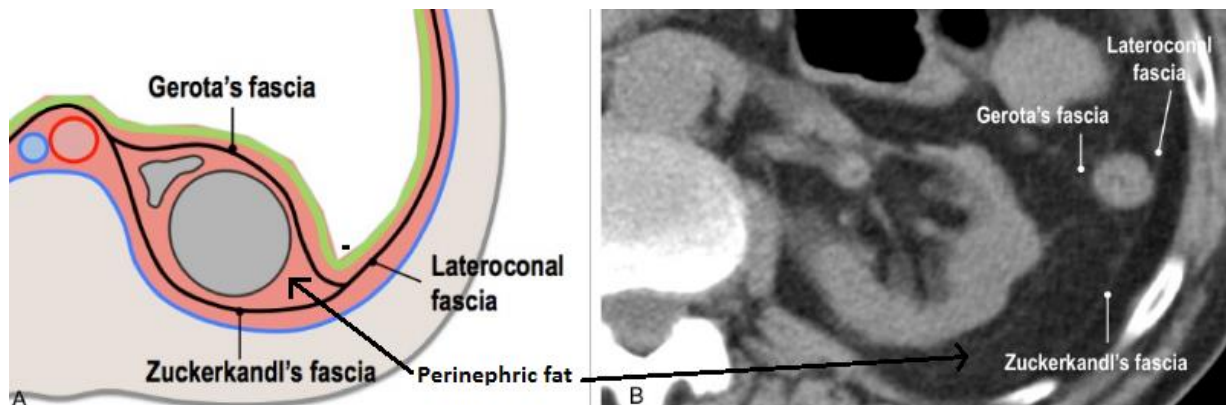 Gerota's fascia
Lateroconal
fascia
Zuckerkandl's fascia
Perinephric fat
A
Lateroconal
fascia
Gerota's fascia
Zuckerkandl's fascia
B